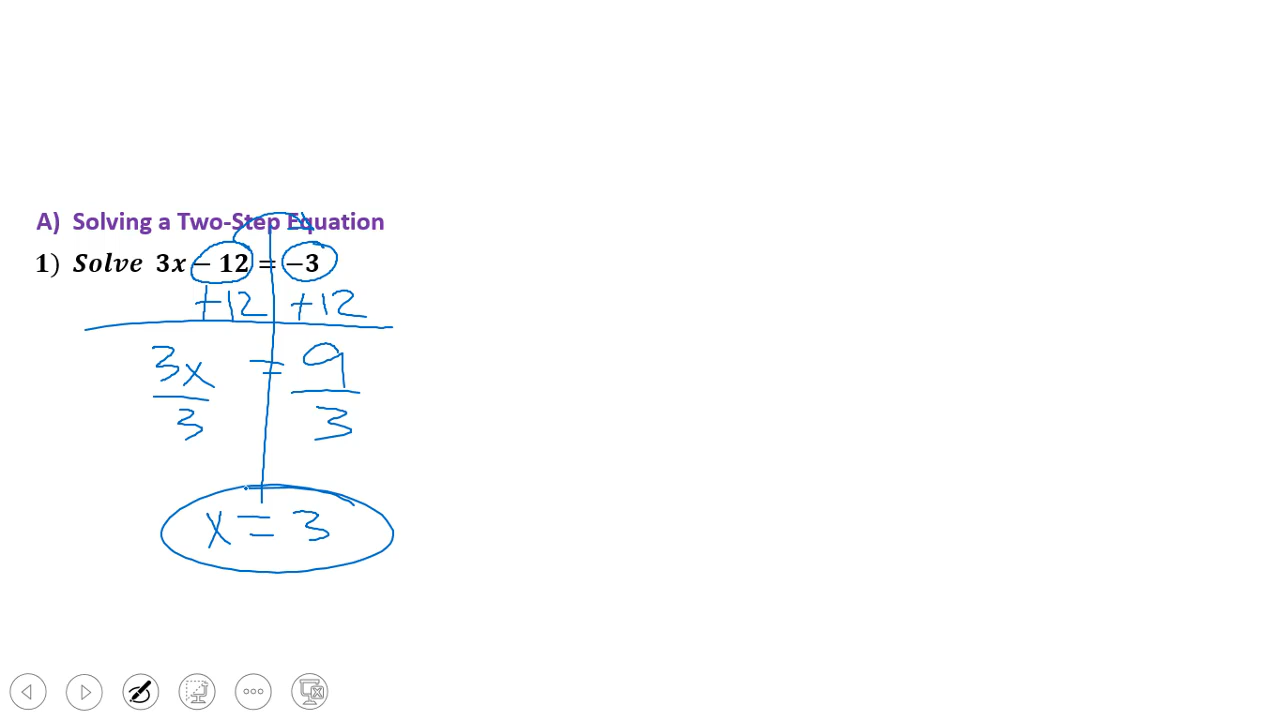 A) Solving a Two-Step Equation
1) Solve 3x − 12 = −3
+12 +12
3x = 9
3 3
x = 3